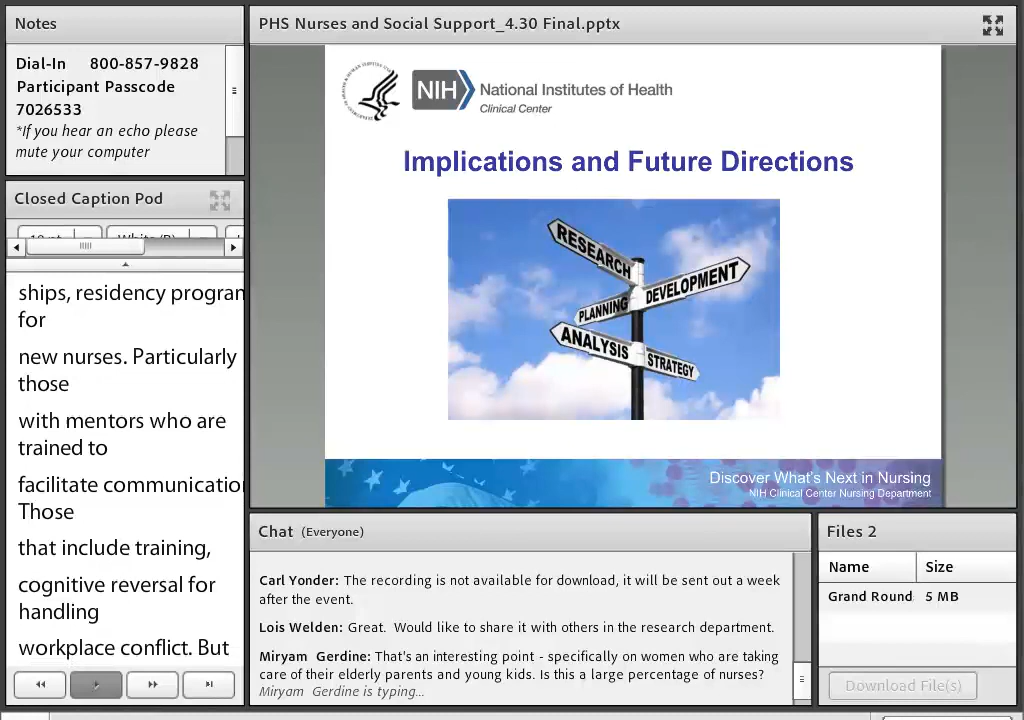 Notes
Dial-In 800-857-9828
Participant Passcode
7026533
*If you hear an echo please
mute your computer
Closed Caption Pod
ships, residency program
for
new nurses. Particularly
those
with mentors who are
trained to
facilitate communication
Those
that include training,
cognitive reversal for
handling
workplace conflict. But
PHS Nurses and Social Support_4.30 Final.pptx
NIH National Institutes of Health
Clinical Center
Implications and Future Directions
RESEARCH
DEVELOPMENT
PLANNING
ANALYSIS
STRATEGY
Discover What's Next in Nursing
NIH Clinical Center Nursing Department
Chat (Everyone)
Carl Yonder: The recording is not available for download, it will be sent out a week
after the event.
Lois Welden: Great. Would like to share it with others in the research department.
Miryam Gerdine: That's an interesting point - specifically on women who are taking
care of their elderly parents and young kids. Is this a large percentage of nurses?
Miryam Gerdine is typing...
Files 2
Name Size
Grand Round 5 MB
Download File(s)